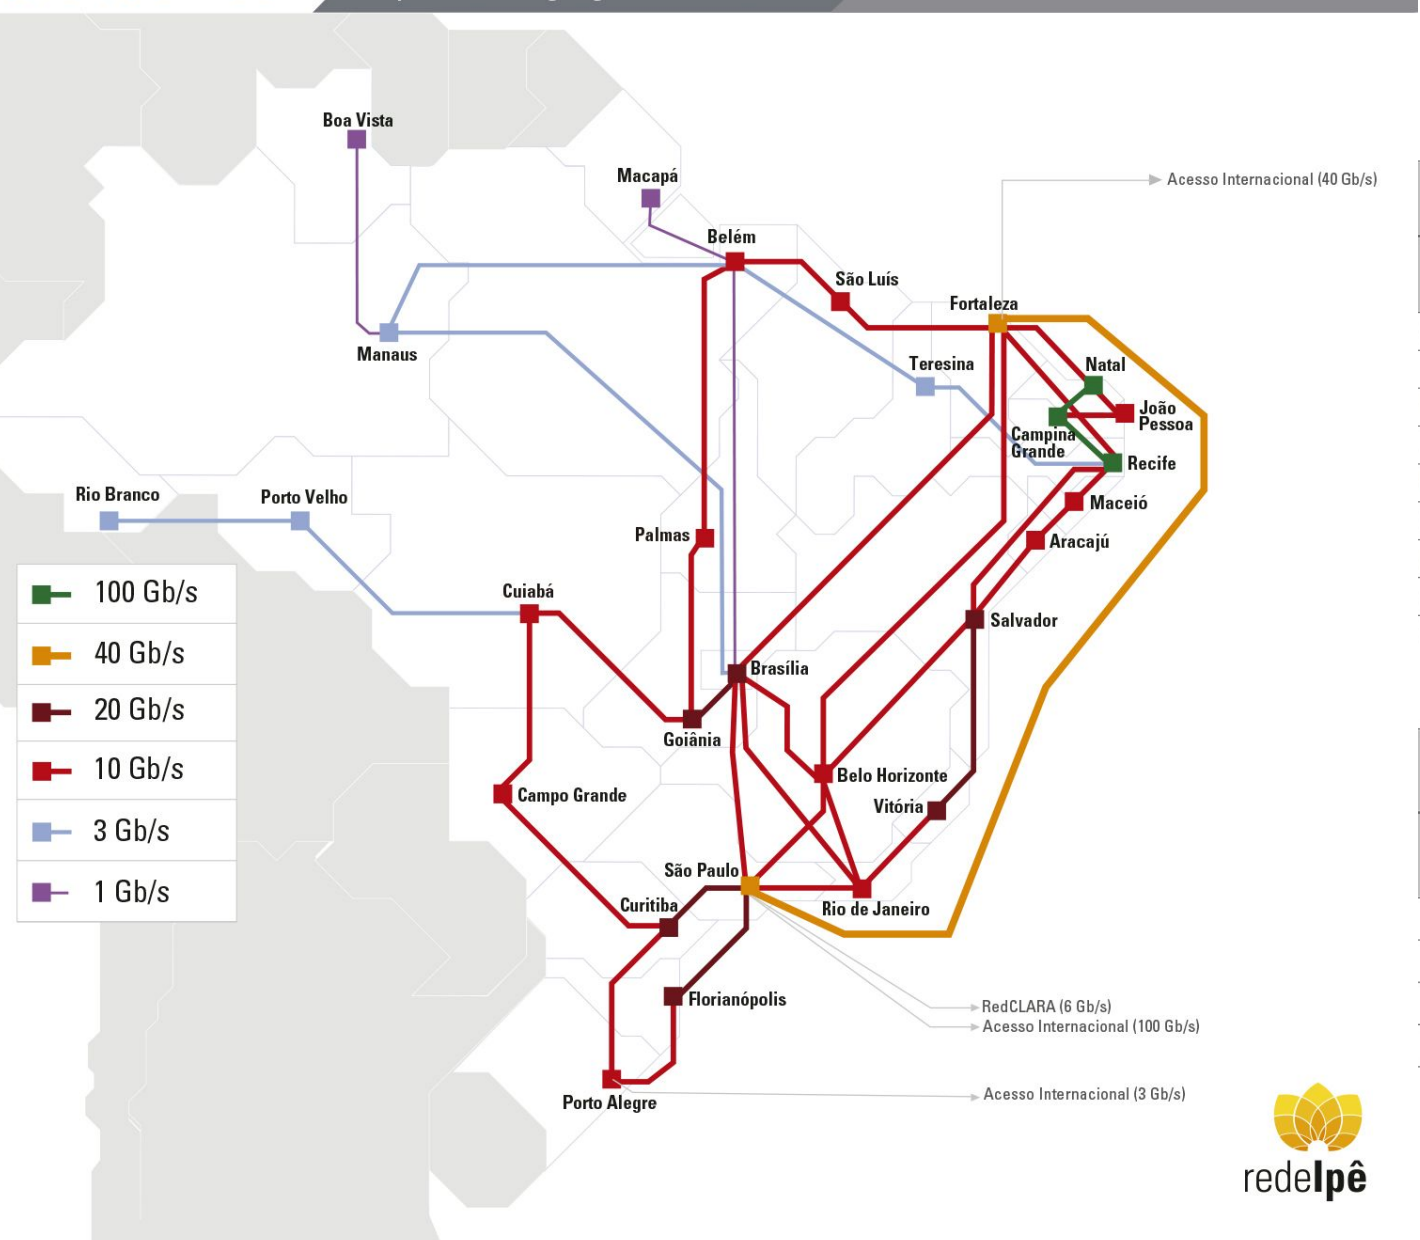 Boa Vista
Macapá
Acesso Internacional (40 Gb/s)
Belém
São Luís
Fortaleza
Manaus
Teresina
Natal
João
Pessoa
Campina
Grande
Recife
Rio Branco
Porto Velho
Maceió
Palmas
Aracajú
100 Gb/s
Cuiabá
Salvador
40 Gb/s
Brasília
20 Gb/s
Goiânia
10 Gb/s
Belo Horizonte
Campo Grande
Vitória
3 Gb/s
São Paulo
1 Gb/s
Curitiba
Rio de Janeiro
Florianópolis
RedCLARA (6 Gb/s)
Acesso Internacional (100 Gb/s)
Acesso Internacional (3 Gb/s)
Porto Alegre
redeIpê